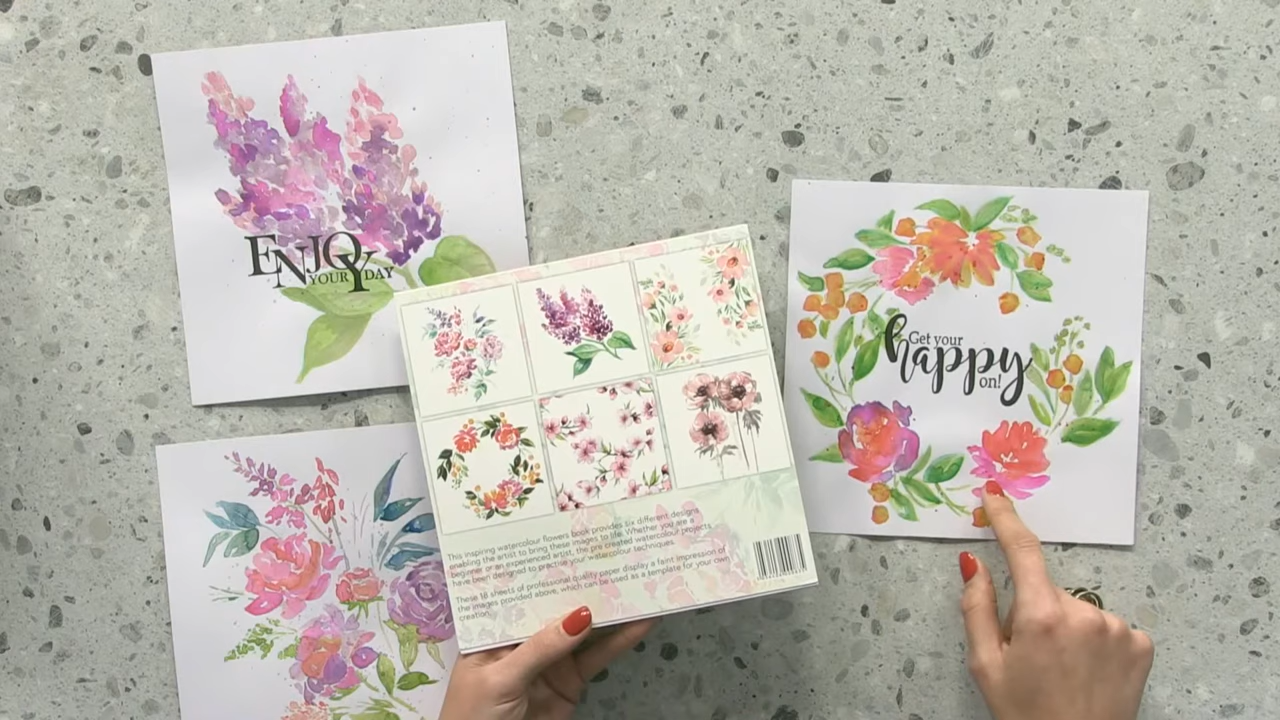 ENJOY
YOUR DAY
Get your
happy
on!
This inspiring watercolour flowers book provides six different designs
enabling the artist to bring these images to life. Whether you are a
beginner or an experienced artist, the pre created watercolour projects
have been designed to practise your watercolour techniques.
These 18 sheets of professional quality paper display a faint impression of
the images provided above, which can be used as a template for your own
creation.